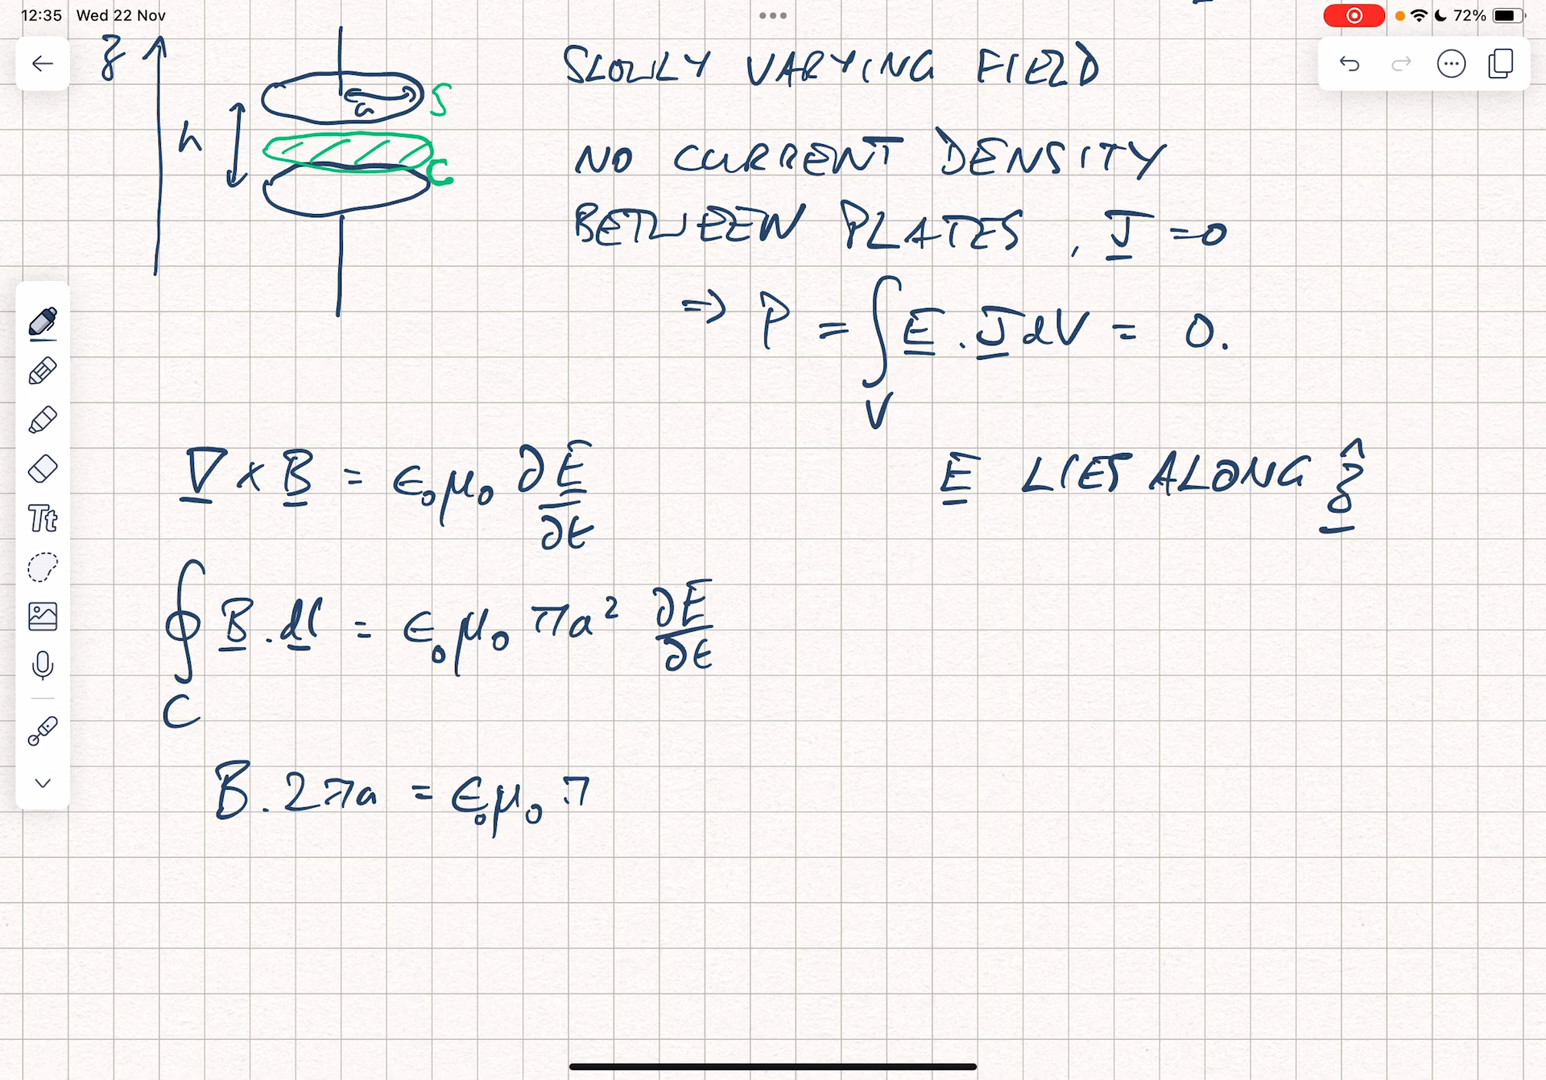 12:35 Wed 22 Nov
72%
z
a
S
h
C
SLOWLY VARYING FIELD
NO CURRENT DENSITY
BETWEEN PLATES, J = 0
=> P = ∫ E . J dV = 0.
V
∇ × B = ϵ₀μ₀ ∂E/∂t
E LIES ALONG ẑ
∮ B . dl = ϵ₀μ₀ πa² ∂E/∂t
C
B . 2πa = ϵ₀μ₀ π
Tt